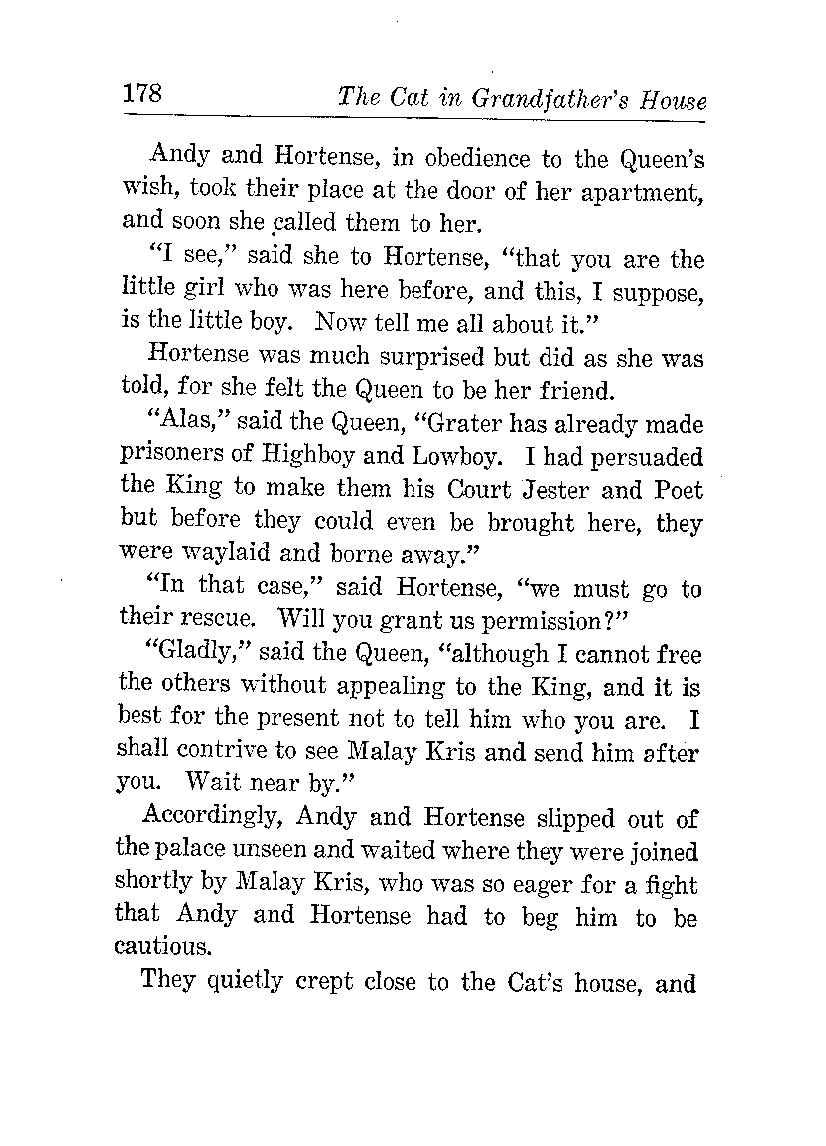 178 The Cat in Grandfather's House
Andy and Hortense, in obedience to the Queen's
wish, took their place at the door of her apartment,
and soon she called them to her.
“I see,” said she to Hortense, “that you are the
little girl who was here before, and this, I suppose,
is the little boy. Now tell me all about it.”
Hortense was much surprised but did as she was
told, for she felt the Queen to be her friend.
“Alas,” said the Queen, “Grater has already made
prisoners of Highboy and Lowboy. I had persuaded
the King to make them his Court Jester and Poet
but before they could even be brought here, they
were waylaid and borne away.”
“In that case,” said Hortense, “we must go to
their rescue. Will you grant us permission?”
“Gladly,” said the Queen, “although I cannot free
the others without appealing to the King, and it is
best for the present not to tell him who you are. I
shall contrive to see Malay Kris and send him after
you. Wait near by.”
Accordingly, Andy and Hortense slipped out of
the palace unseen and waited where they were joined
shortly by Malay Kris, who was so eager for a fight
that Andy and Hortense had to beg him to be
cautious.
They quietly crept close to the Cat's house, and